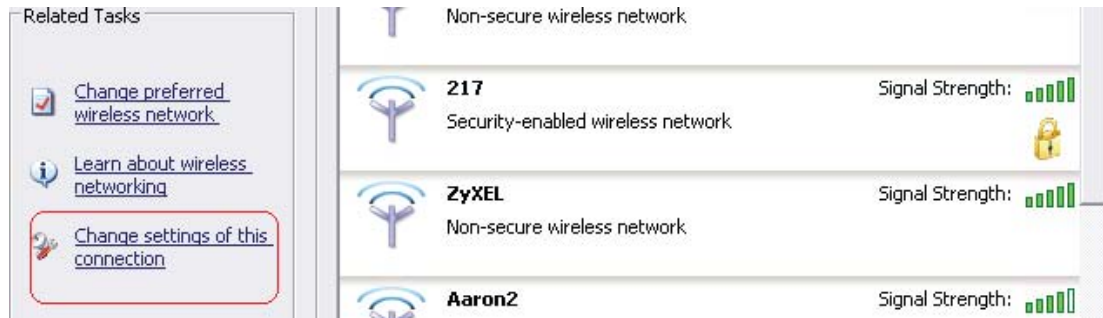 Related Tasks
Change preferred
wireless network
Learn about wireless
networking
Change settings of this
connection
Non-secure wireless network
217
Signal Strength:
Security-enabled wireless network
ZyXEL
Signal Strength:
Non-secure wireless network
Aaron2
Signal Strength: